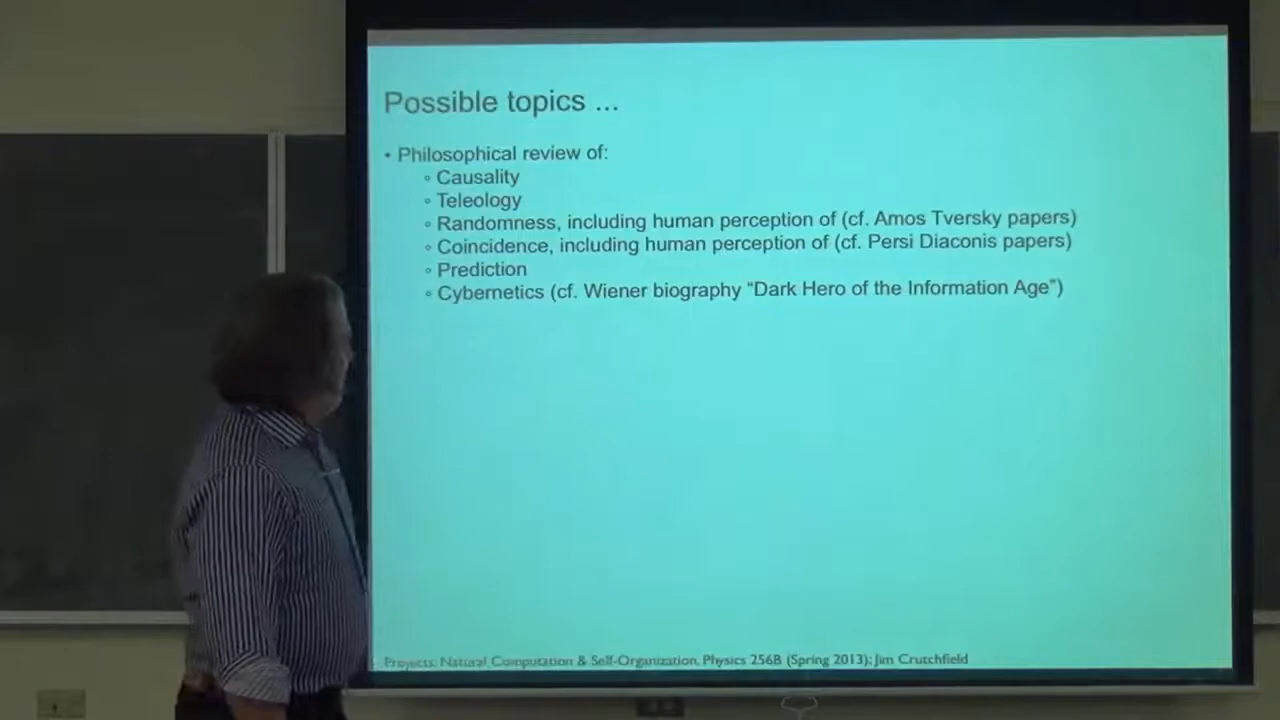 Possible topics ...
• Philosophical review of:
◦ Causality
◦ Teleology
◦ Randomness, including human perception of (cf. Amos Tversky papers)
◦ Coincidence, including human perception of (cf. Persi Diaconis papers)
◦ Prediction
◦ Cybernetics (cf. Wiener biography “Dark Hero of the Information Age”)
Projects: Natural Computation & Self-Organization, Physics 256B (Spring 2013); Jim Crutchfield